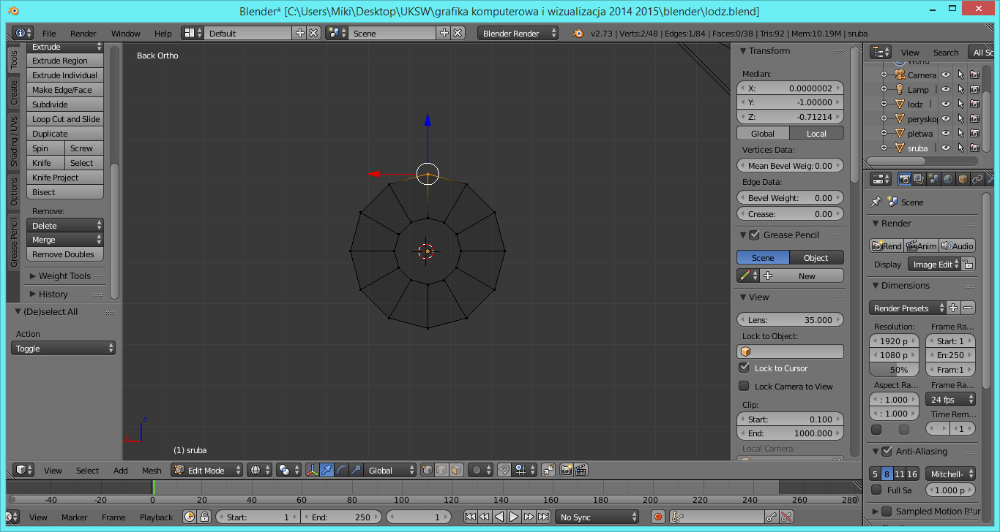 Blender* [C:\Users\Miki\Desktop\UKSW\grafika komputerowa i wizualizacja 2014 2015\blender\lodz.blend]
File Render Window Help Default Scene Blender Render v2.73 | Verts:2/48 | Edges:1/84 | Faces:0/38 | Tris:92 | Mem:10.19M | sruba
Tools
Create
Shading / UVs
Options
Grease Pencil
Extrude
Extrude Region
Extrude Individual
Make Edge/Face
Subdivide
Loop Cut and Slide
Duplicate
Spin Screw
Knife Select
Knife Project
Bisect
Remove:
Delete
Merge
Remove Doubles
Weight Tools
History
(De)select All
Action
Toggle
Back Ortho
z
x
(1) sruba
Transform
Median:
X: 0.0000002
Y: -1.00000
Z: -0.71214
Global Local
Vertices Data:
Mean Bevel Weig: 0.00
Edge Data:
Bevel Weight: 0.00
Crease: 0.00
Grease Pencil
Scene Object
New
View
Lens: 35.000
Lock to Object:
Lock to Cursor
Lock Camera to View
Clip:
Start: 0.100
End: 1000.000
Local Camera:
View Search All Sc
World
Camera
Lamp
lodz
perysko
pletwa
sruba
Scene
Render
Rend Anim Audio
Display Image Edit
Dimensions
Render Presets
Resolution: Frame Ra...
1920 p Start: 1
1080 p En:250
50% Fram:1
Aspect Ra... Frame Ra...
: 1.000 24 fps
: 1.000 Time Rem...
1
Anti-Aliasing
5 8 11 16 Mitchell-
Full Sa 1.000 p
Sampled Motion Blur
View Select Add Mesh Edit Mode Global
-40 -20 0 20 40 60 80 100 120 140 160 180 200 220 240 260 280
View Marker Frame Playback Start: 1 End: 250 1 No Sync